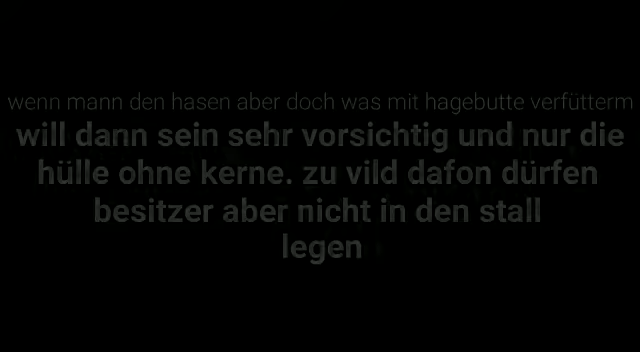 wenn mann den hasen aber doch was mit hagebutte verfütterm
will dann sein sehr vorsichtig und nur die
hülle ohne kerne. zu vild dafon dürfen
besitzer aber nicht in den stall
legen